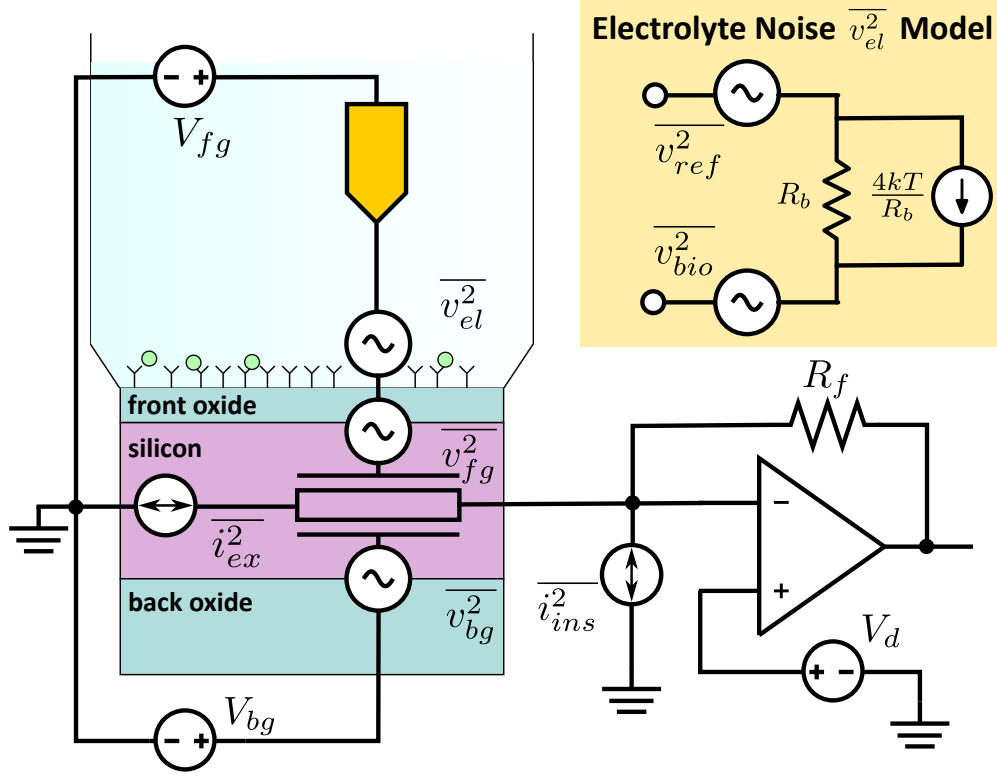 Electrolyte Noise $\overline{v_{el}^2}$ Model
$V_{fg}$
$\overline{v_{ref}^2}$
$R_b$
$\frac{4kT}{R_b}$
$\overline{v_{bio}^2}$
$\overline{v_{el}^2}$
front oxide
$R_f$
silicon
$\overline{v_{fg}^2}$
$\overline{i_{ex}^2}$
back oxide
$\overline{v_{bg}^2}$
$\overline{i_{ins}^2}$
$V_d$
$V_{bg}$